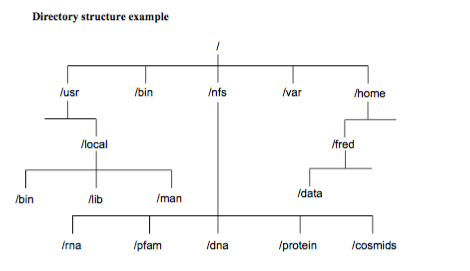 Directory structure example
/
/usr /bin /nfs /var /home
/local /fred
/bin /lib /man /data
/rna /pfam /dna /protein /cosmids